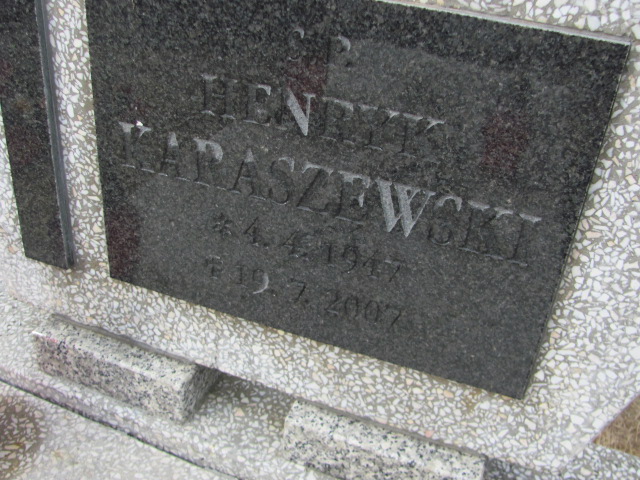 Ś.P.
HENRYK
KARASZEWSKI
* 4. 4. 1947
✝ 19. 7. 2007